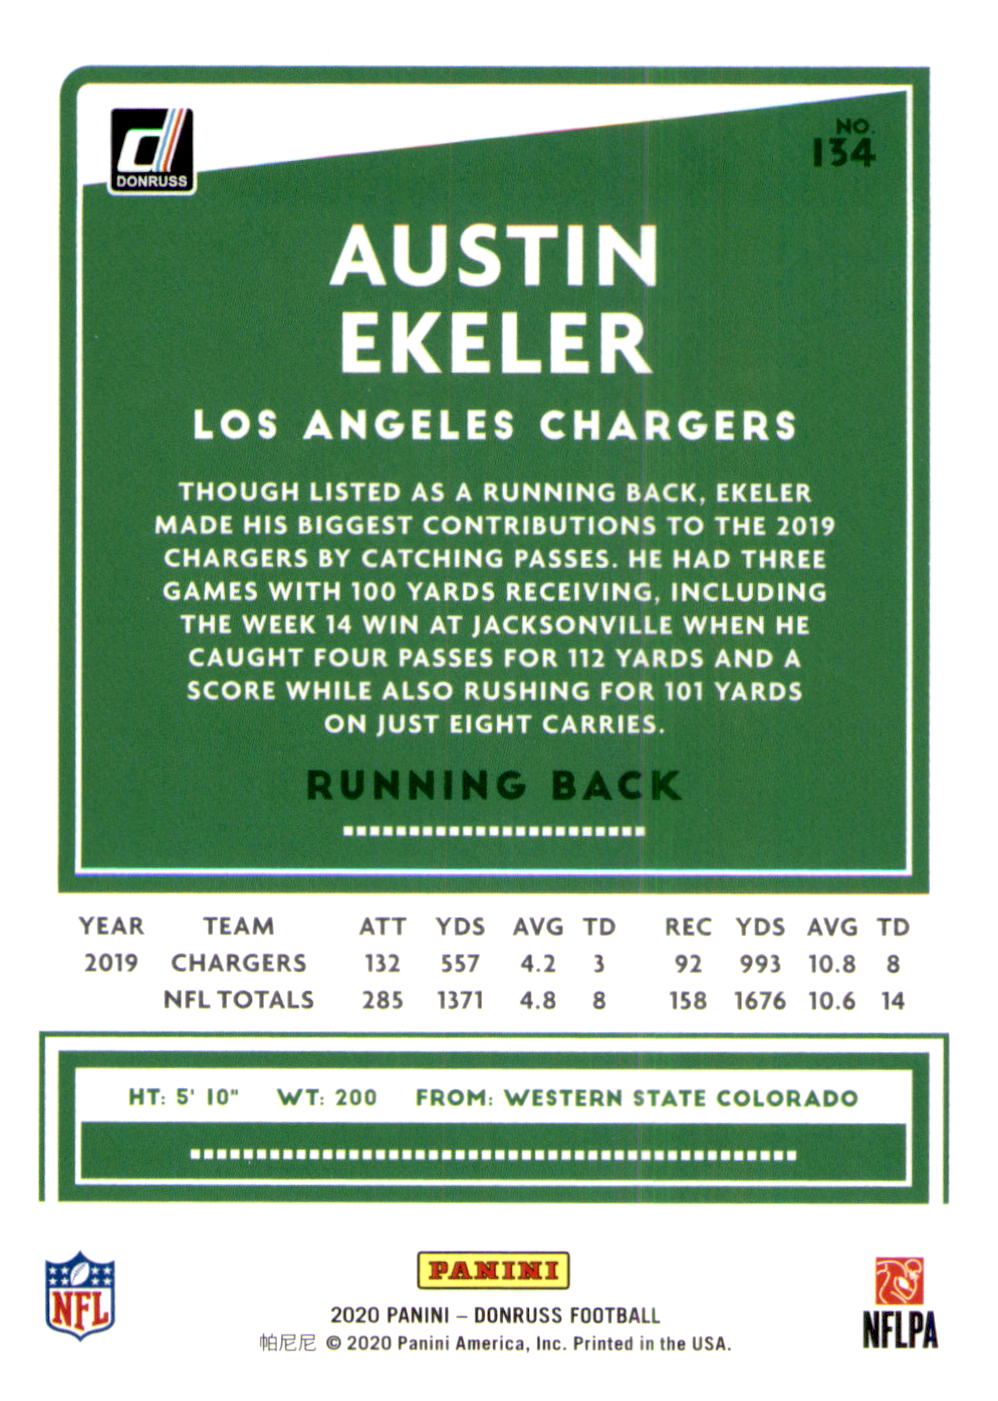 DONRUSS
NO.
134
AUSTIN
EKELER
LOS ANGELES CHARGERS
THOUGH LISTED AS A RUNNING BACK, EKELER
MADE HIS BIGGEST CONTRIBUTIONS TO THE 2019
CHARGERS BY CATCHING PASSES. HE HAD THREE
GAMES WITH 100 YARDS RECEIVING, INCLUDING
THE WEEK 14 WIN AT JACKSONVILLE WHEN HE
CAUGHT FOUR PASSES FOR 112 YARDS AND A
SCORE WHILE ALSO RUSHING FOR 101 YARDS
ON JUST EIGHT CARRIES.
RUNNING BACK
YEAR TEAM ATT YDS AVG TD REC YDS AVG TD
2019 CHARGERS 132 557 4.2 3 92 993 10.8 8
NFL TOTALS 285 1371 4.8 8 158 1676 10.6 14
HT: 5' 10" WT: 200 FROM: WESTERN STATE COLORADO
NFL
PANINI
2020 PANINI – DONRUSS FOOTBALL
帕尼尼 © 2020 Panini America, Inc. Printed in the USA.
NFLPA